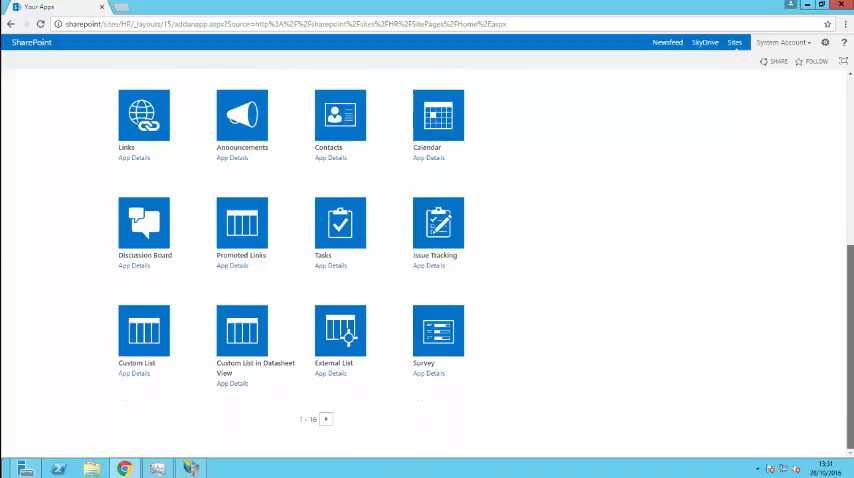 Your Apps
sharepoint/sites/HR/_layouts/15/addanapp.aspx?Source=http%3A%2F%2Fsharepoint%2Fsites%2FHR%2FSitePages%2FHome%2Easpx
SharePoint
Newsfeed SkyDrive Sites System Account ?
SHARE FOLLOW
Links Announcements Contacts Calendar
App Details App Details App Details App Details
Discussion Board Promoted Links Tasks Issue Tracking
App Details App Details App Details App Details
Custom List Custom List in Datasheet External List Survey
App Details View App Details App Details
App Details
1 - 16
13:31
28/10/2016